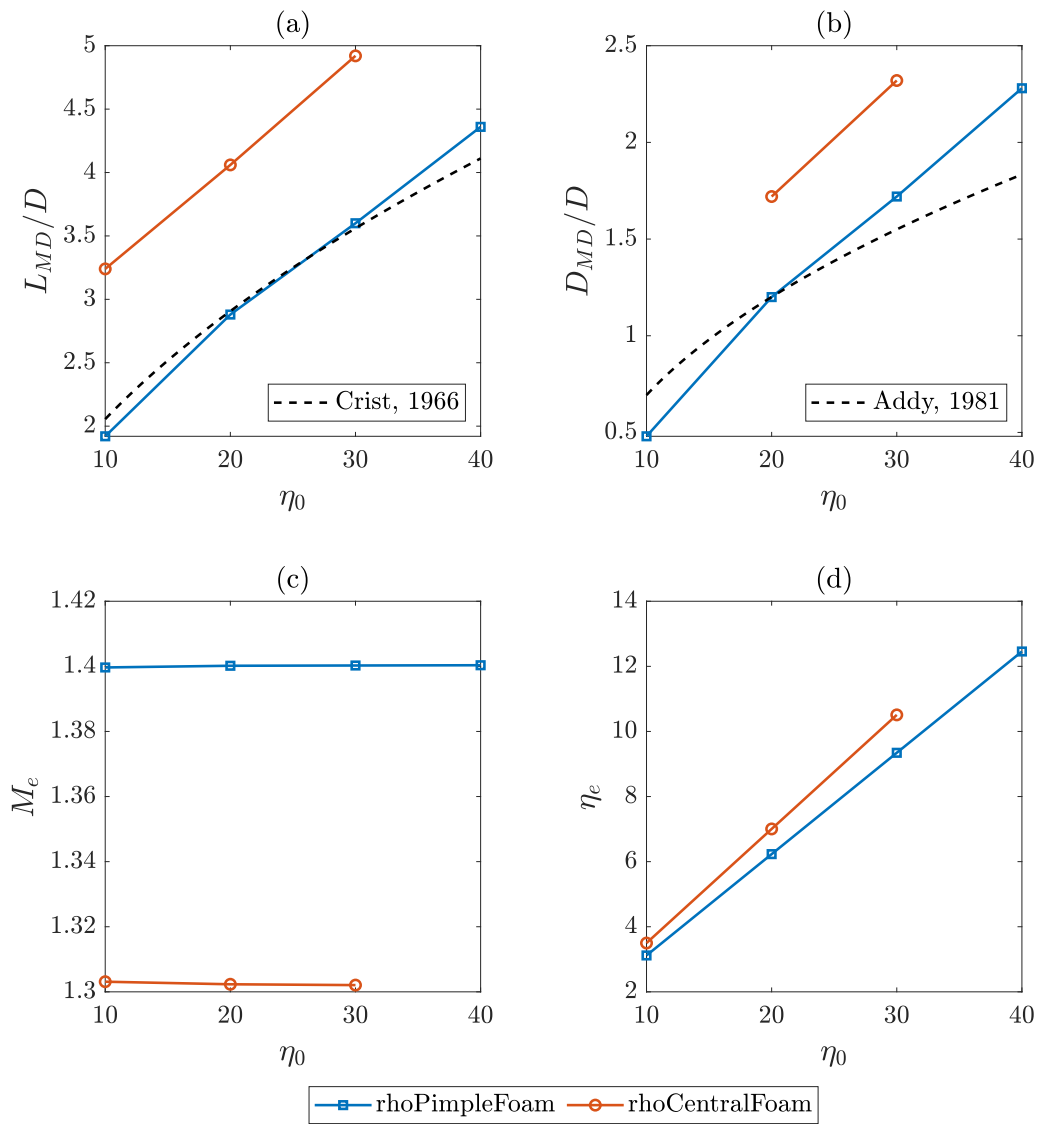 (a)
5
4.5
4
3.5
3
2.5
2
L_{MD}/D
Crist, 1966
10 20 30 40
η_0
(b)
2.5
2
1.5
1
0.5
D_{MD}/D
Addy, 1981
10 20 30 40
η_0
(c)
1.42
1.4
1.38
1.36
1.34
1.32
1.3
M_e
10 20 30 40
η_0
(d)
14
12
10
8
6
4
2
η_e
10 20 30 40
η_0
rhoPimpleFoam rhoCentralFoam